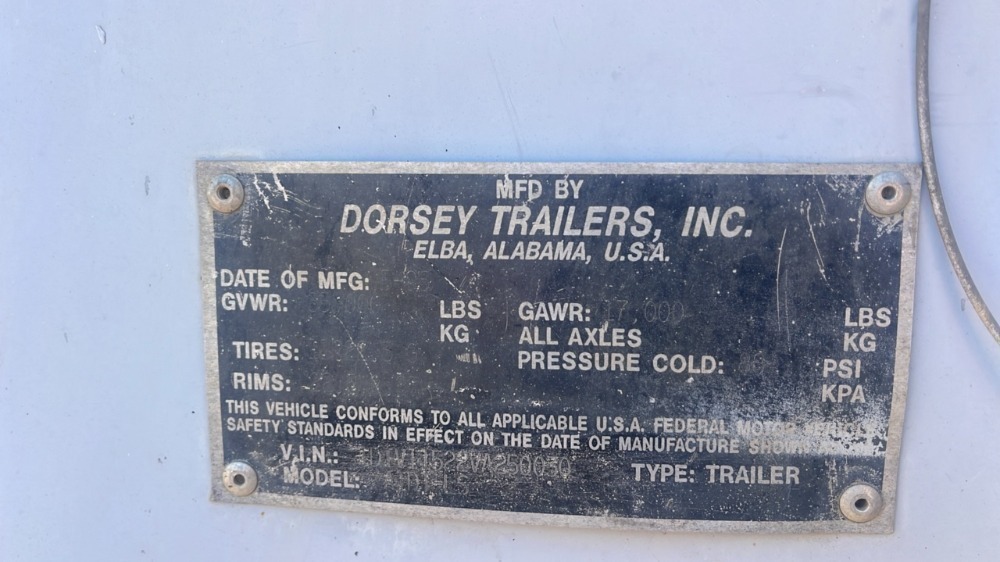 MFD BY
DORSEY TRAILERS, INC.
ELBA, ALABAMA, U.S.A.
DATE OF MFG:
GVWR: LBS GAWR: 17,000 LBS
KG ALL AXLES KG
TIRES: PRESSURE COLD: PSI
RIMS: KPA
THIS VEHICLE CONFORMS TO ALL APPLICABLE U.S.A. FEDERAL MOTOR VEHICLE
SAFETY STANDARDS IN EFFECT ON THE DATE OF MANUFACTURE SHOWN
V.I.N.:
MODEL: TYPE: TRAILER